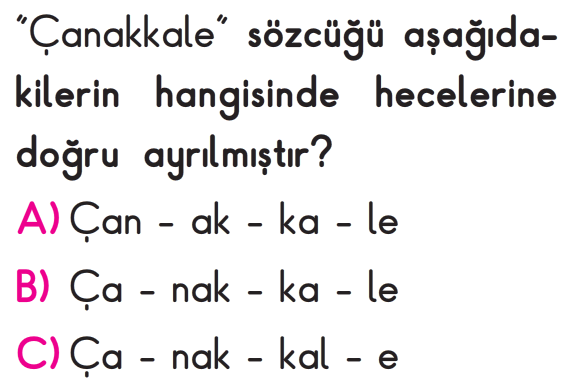 "Çanakkale" sözcüğü aşağıda-
kilerin hangisinde hecelerine
doğru ayrılmıştır?
A) Çan - ak - ka - le
B) Ça - nak - ka - le
C) Ça - nak - kal - e